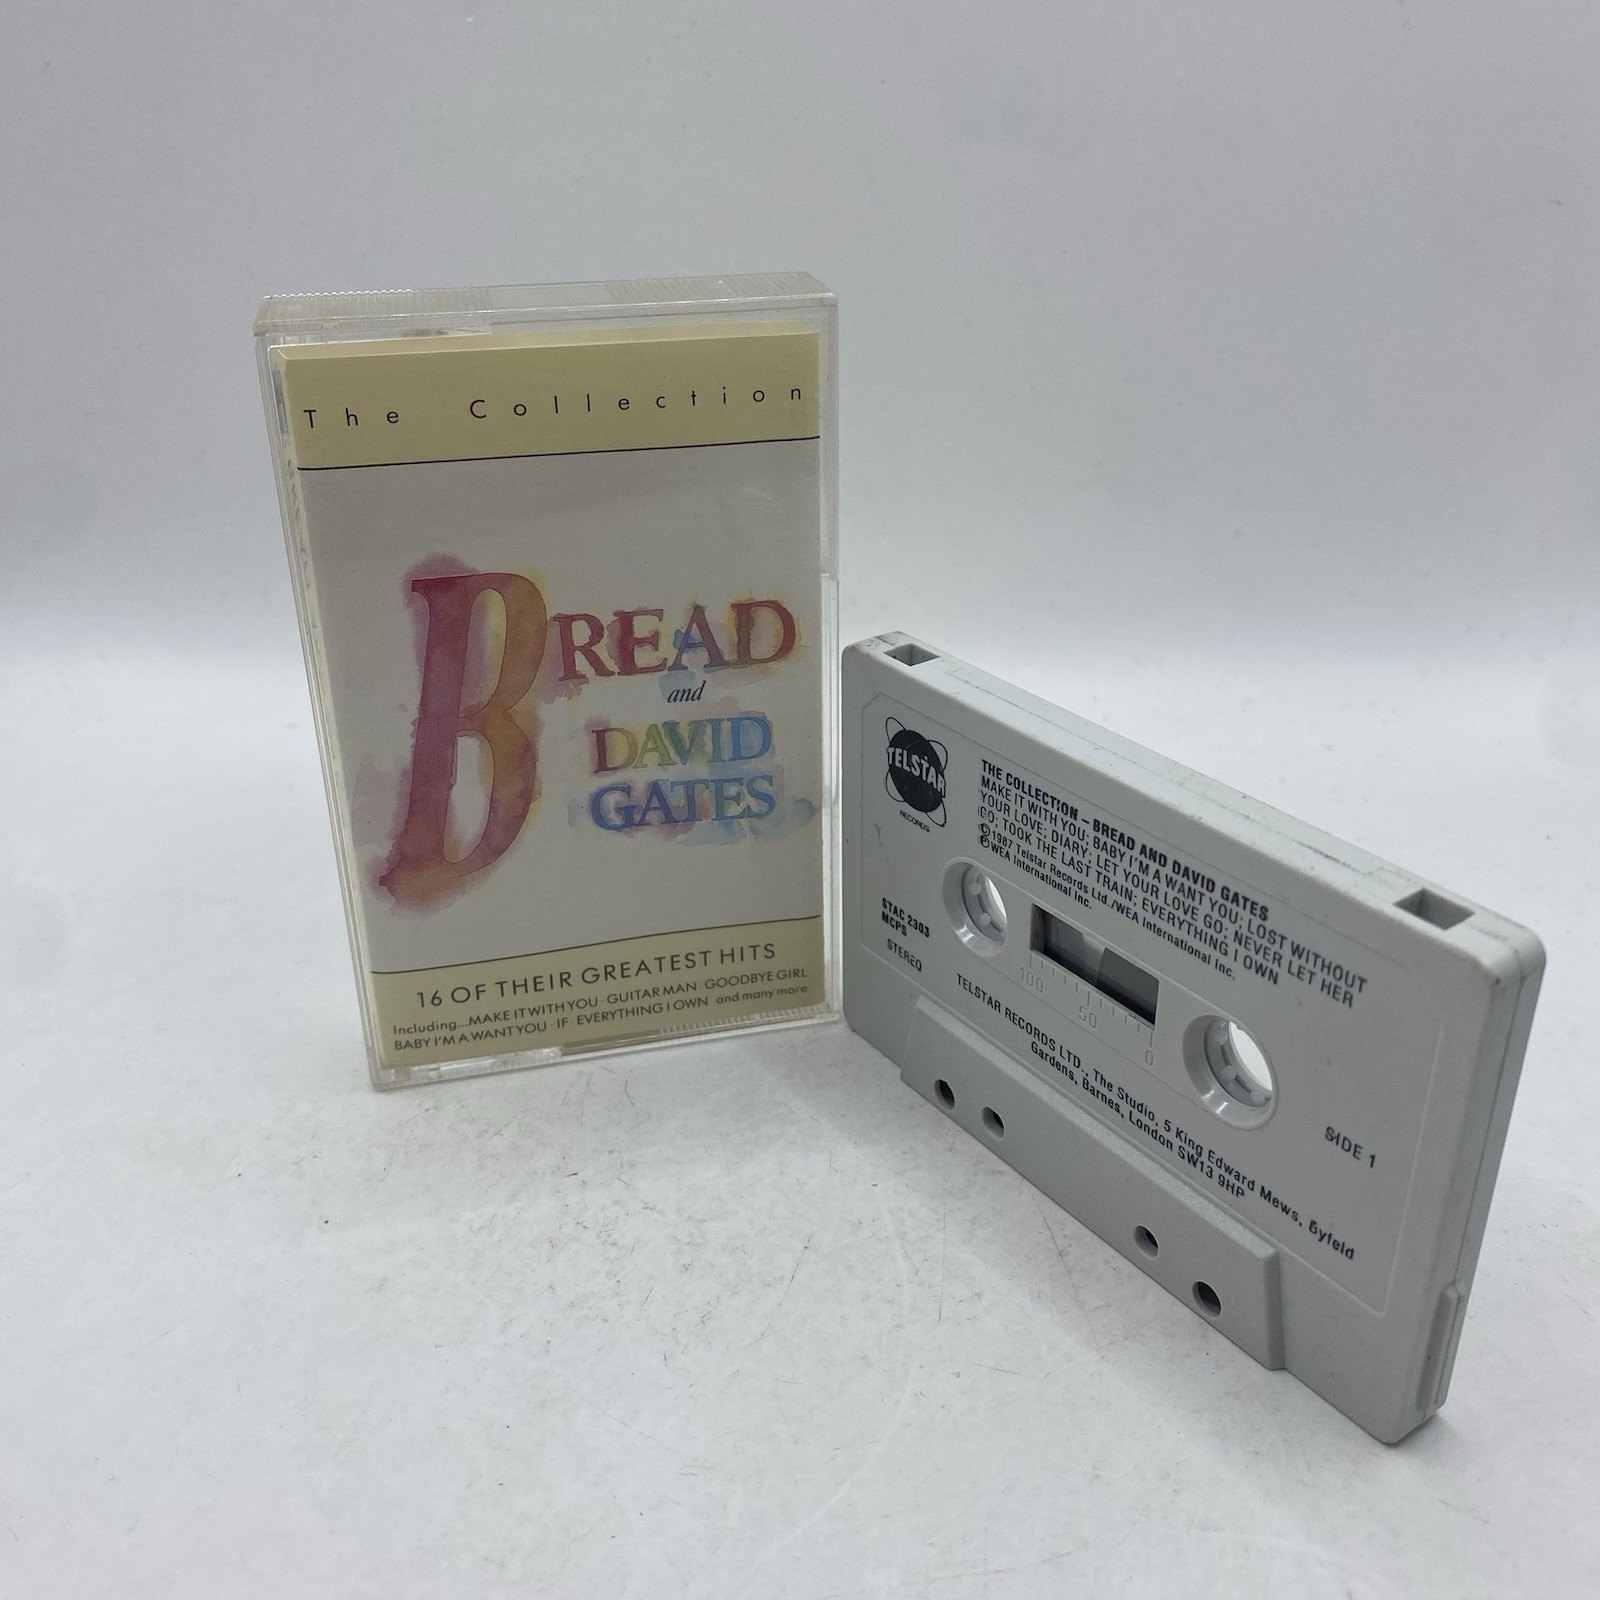 The Collection
BREAD
and
DAVID
GATES
16 OF THEIR GREATEST HITS
Including...MAKE IT WITH YOU · GUITAR MAN · GOODBYE GIRL
BABY I'M A WANT YOU · IF · EVERYTHING I OWN and many more
TELSTAR
RECORDS
THE COLLECTION – BREAD AND DAVID GATES
MAKE IT WITH YOU; BABY I'M A WANT YOU; LOST WITHOUT
YOUR LOVE; DIARY; LET YOUR LOVE GO; NEVER LET HER
GO; TOOK THE LAST TRAIN; EVERYTHING I OWN
©1987 Telstar Records Ltd./WEA International Inc.
℗ WEA International Inc.
STAC 2303
MCPS
STEREO
100 50 0
SIDE 1
TELSTAR RECORDS LTD., The Studio, 5 King Edward Mews, Byfeld
Gardens, Barnes, London SW13 9HP